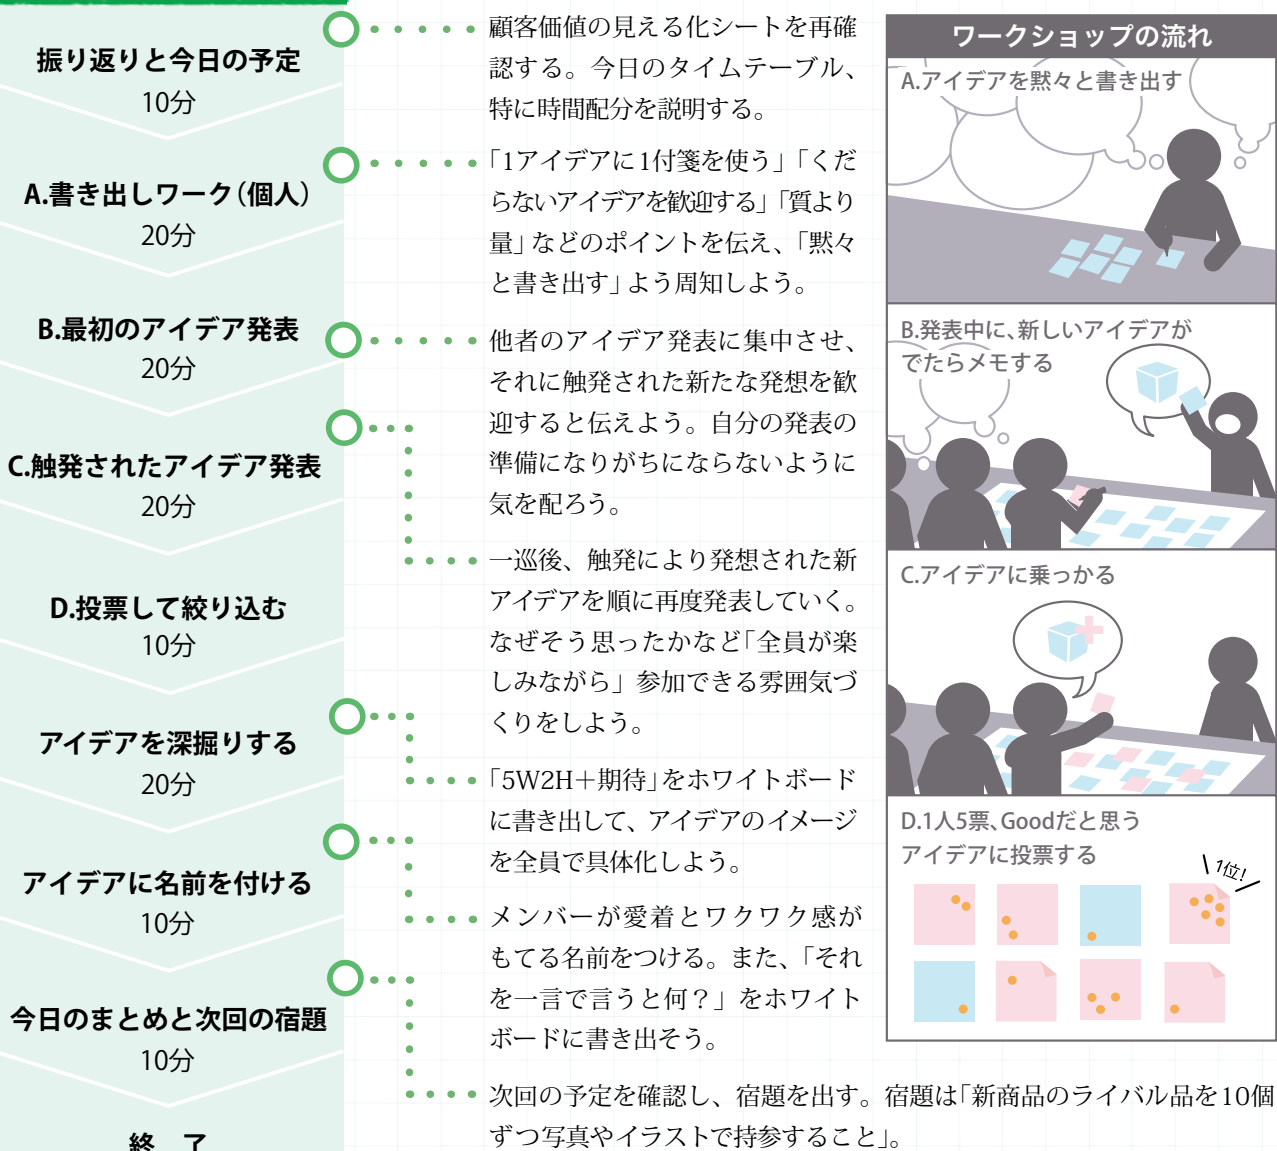 振り返りと今日の予定
10分
A.書き出しワーク（個人）
20分
B.最初のアイデア発表
20分
C.触発されたアイデア発表
20分
D.投票して絞り込む
10分
アイデアを深掘りする
20分
アイデアに名前を付ける
10分
今日のまとめと次回の宿題
10分
終　了
顧客価値の見える化シートを再確
認する。今日のタイムテーブル、
特に時間配分を説明する。
「1アイデアに1付箋を使う」「くだ
らないアイデアを歓迎する」「質より
量」などのポイントを伝え、「黙々
と書き出す」よう周知しよう。
他者のアイデア発表に集中させ、
それに触発された新たな発想を歓
迎すると伝えよう。自分の発表の
準備になりがちにならないように
気を配ろう。
一巡後、触発により発想された新
アイデアを順に再度発表していく。
なぜそう思ったかなど「全員が楽
しみながら」参加できる雰囲気づ
くりをしよう。
「5W2H＋期待」をホワイトボード
に書き出して、アイデアのイメージ
を全員で具体化しよう。
メンバーが愛着とワクワク感が
もてる名前をつける。また、「それ
を一言で言うと何？」をホワイト
ボードに書き出そう。
次回の予定を確認し、宿題を出す。宿題は「新商品のライバル品を10個
ずつ写真やイラストで持参すること」。
ワークショップの流れ
A.アイデアを黙々と書き出す
B.発表中に、新しいアイデアが
でたらメモする
C.アイデアに乗っかる
D.1人5票、Goodだと思う
アイデアに投票する
1位！